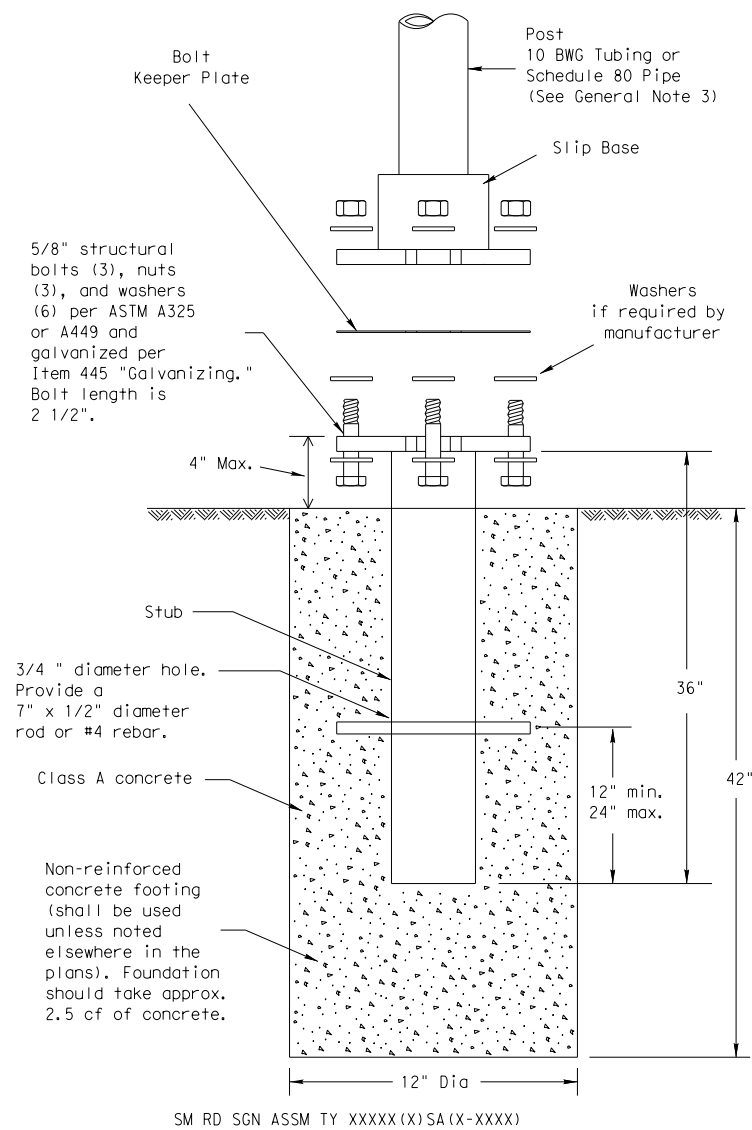 Bolt
Keeper Plate
Post
10 BWG Tubing or
Schedule 80 Pipe
(See General Note 3)
Slip Base
5/8" structural
bolts (3), nuts
(3), and washers
(6) per ASTM A325
or A449 and
galvanized per
Item 445 "Galvanizing."
Bolt length is
2 1/2".
Washers
if required by
manufacturer
4" Max.
Stub
3/4 " diameter hole.
Provide a
7" x 1/2" diameter
rod or #4 rebar.
36"
Class A concrete
12" min.
24" max.
42"
Non-reinforced
concrete footing
(shall be used
unless noted
elsewhere in the
plans). Foundation
should take approx.
2.5 cf of concrete.
12" Dia
SM RD SGN ASSM TY XXXXX(X)SA(X-XXXX)